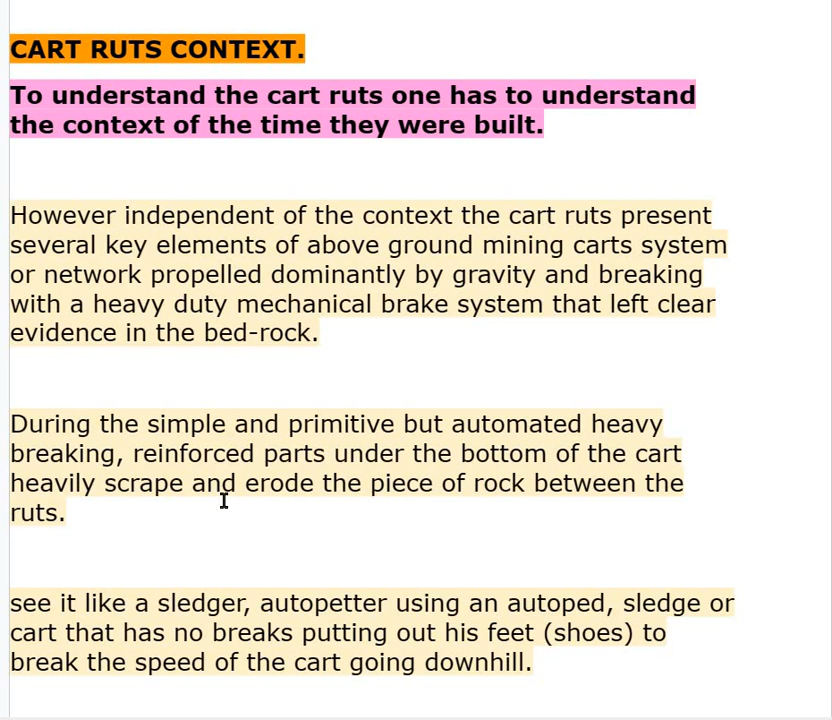 CART RUTS CONTEXT.
To understand the cart ruts one has to understand
the context of the time they were built.
However independent of the context the cart ruts present
several key elements of above ground mining carts system
or network propelled dominantly by gravity and breaking
with a heavy duty mechanical brake system that left clear
evidence in the bed-rock.
During the simple and primitive but automated heavy
breaking, reinforced parts under the bottom of the cart
heavily scrape and erode the piece of rock between the
ruts.
see it like a sledger, autopetter using an autoped, sledge or
cart that has no breaks putting out his feet (shoes) to
break the speed of the cart going downhill.